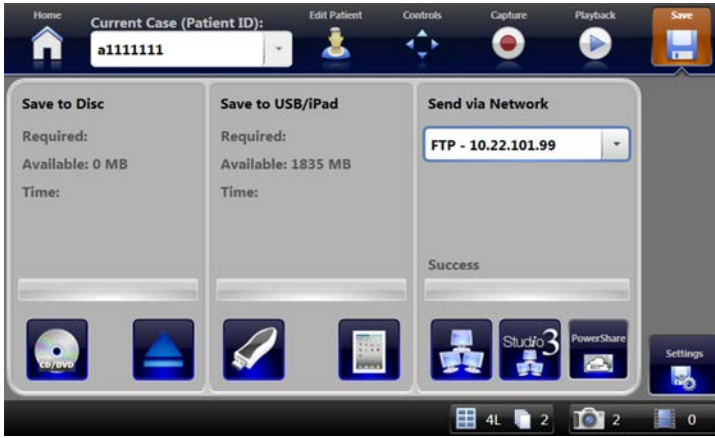 Home
Current Case (Patient ID):
a1111111
Edit Patient
Controls
Capture
Playback
Save
Save to Disc
Required:
Available: 0 MB
Time:
CD/DVD
Save to USB/iPad
Required:
Available: 1835 MB
Time:
Send via Network
FTP - 10.22.101.99
Success
Studio3
PowerShare
Settings
4L
2
2
0